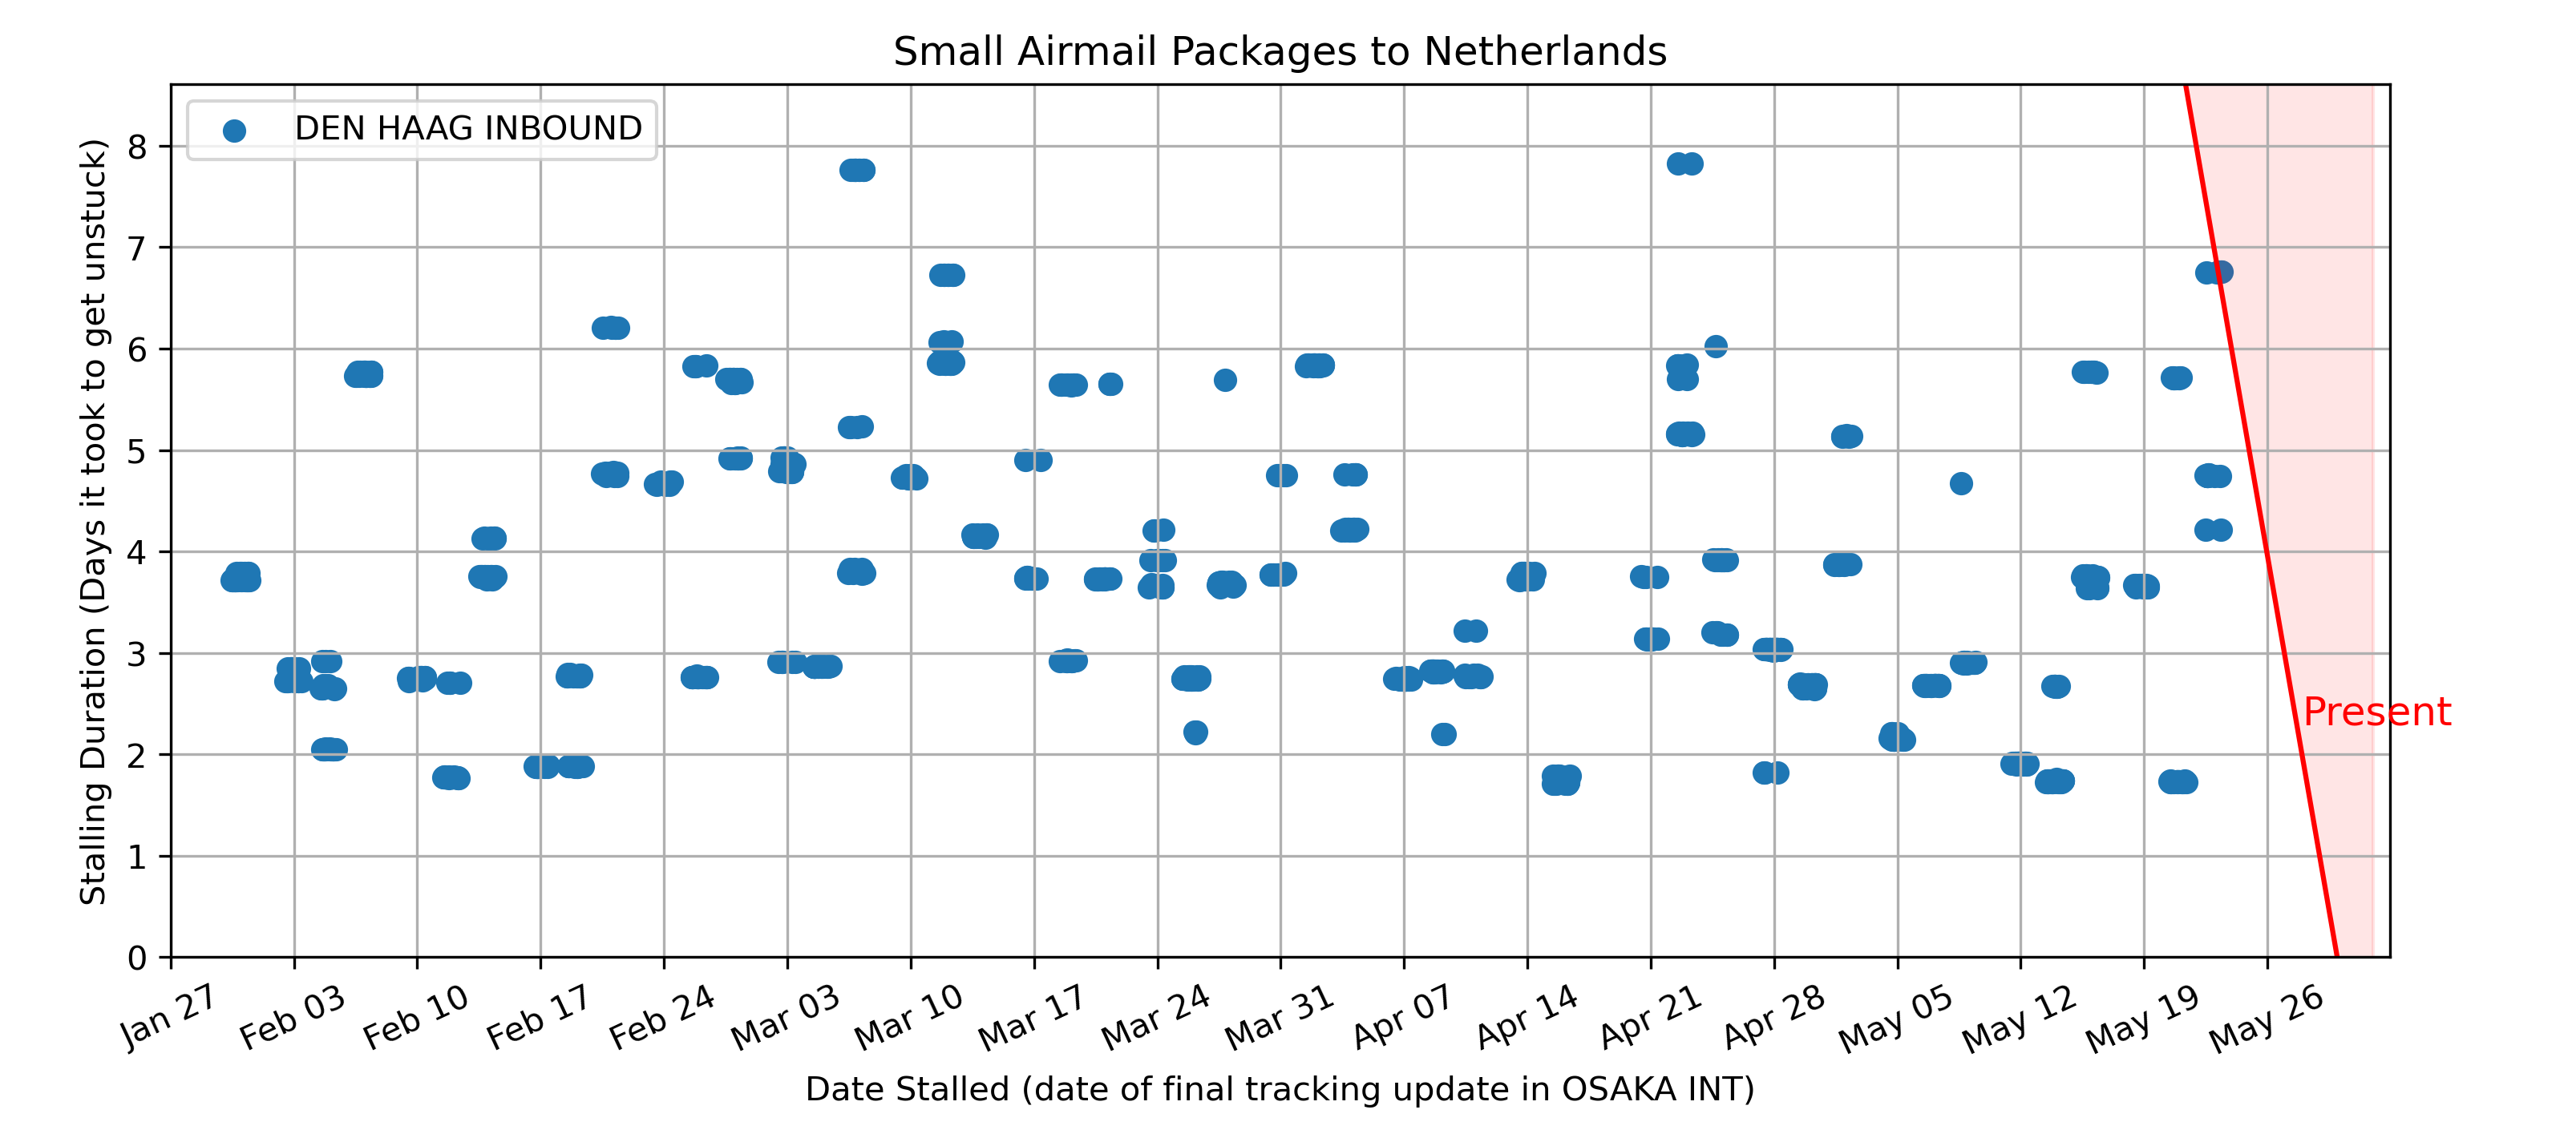 Small Airmail Packages to Netherlands
DEN HAAG INBOUND
Stalling Duration (Days it took to get unstuck)
8
7
6
5
4
3
2
1
0
Present
Jan 27
Feb 03
Feb 10
Feb 17
Feb 24
Mar 03
Mar 10
Mar 17
Mar 24
Mar 31
Apr 07
Apr 14
Apr 21
Apr 28
May 05
May 12
May 19
May 26
Date Stalled (date of final tracking update in OSAKA INT)